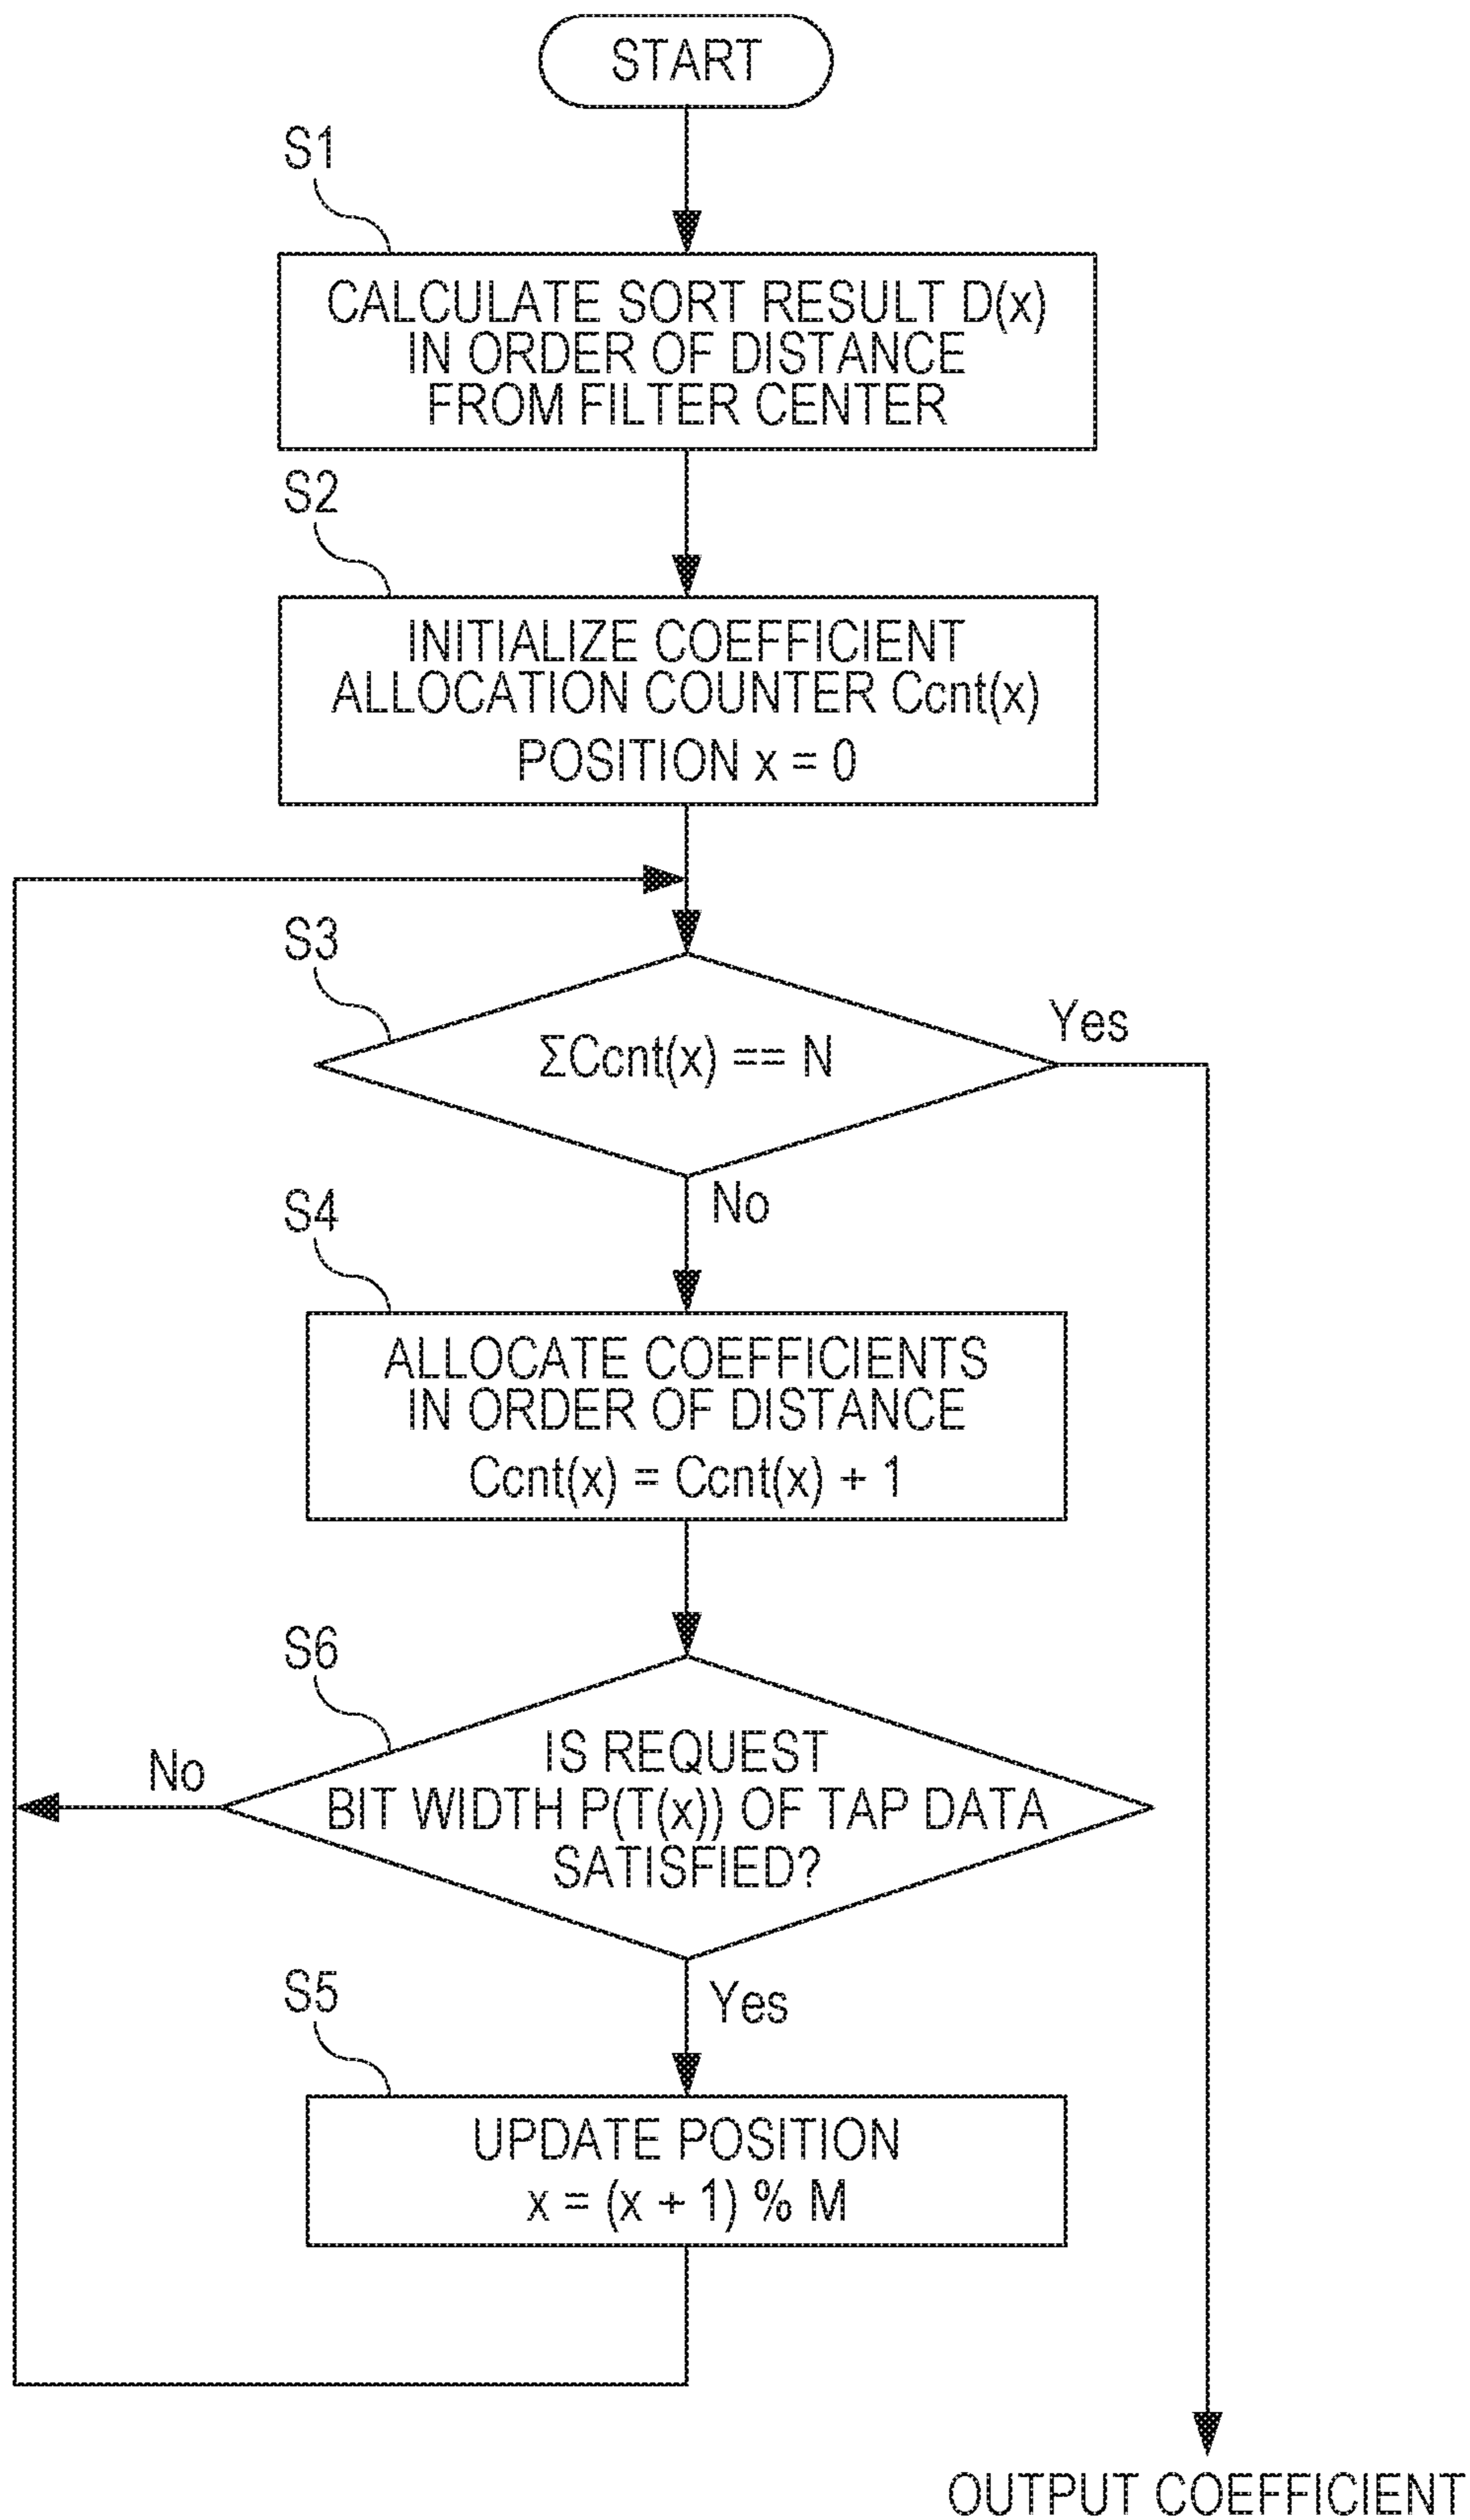 START
S1
CALCULATE SORT RESULT D(x)
IN ORDER OF DISTANCE
FROM FILTER CENTER
S2
INITIALIZE COEFFICIENT
ALLOCATION COUNTER Ccnt(x)
POSITION x = 0
S3
ΣCcnt(x) == N
Yes
No
S4
ALLOCATE COEFFICIENTS
IN ORDER OF DISTANCE
Ccnt(x) = Ccnt(x) + 1
S6
IS REQUEST
BIT WIDTH P(T(x)) OF TAP DATA
SATISFIED?
No
Yes
S5
UPDATE POSITION
x = (x + 1) % M
OUTPUT COEFFICIENT